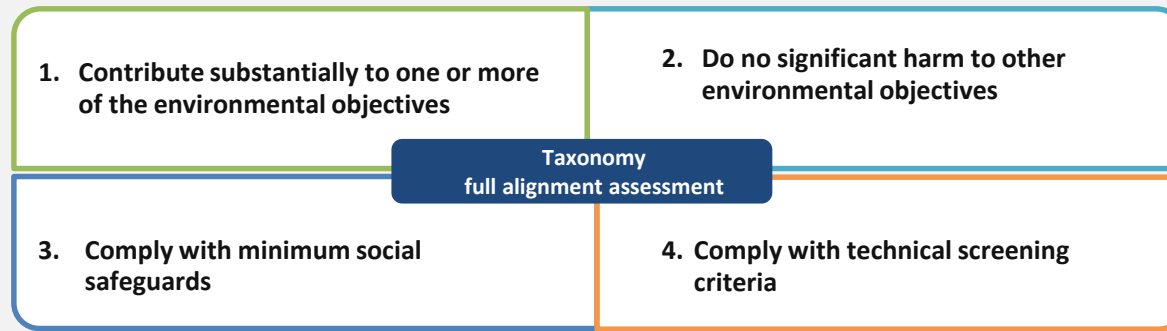 1. Contribute substantially to one or more
of the environmental objectives
2. Do no significant harm to other
environmental objectives
Taxonomy
full alignment assessment
3. Comply with minimum social
safeguards
4. Comply with technical screening
criteria